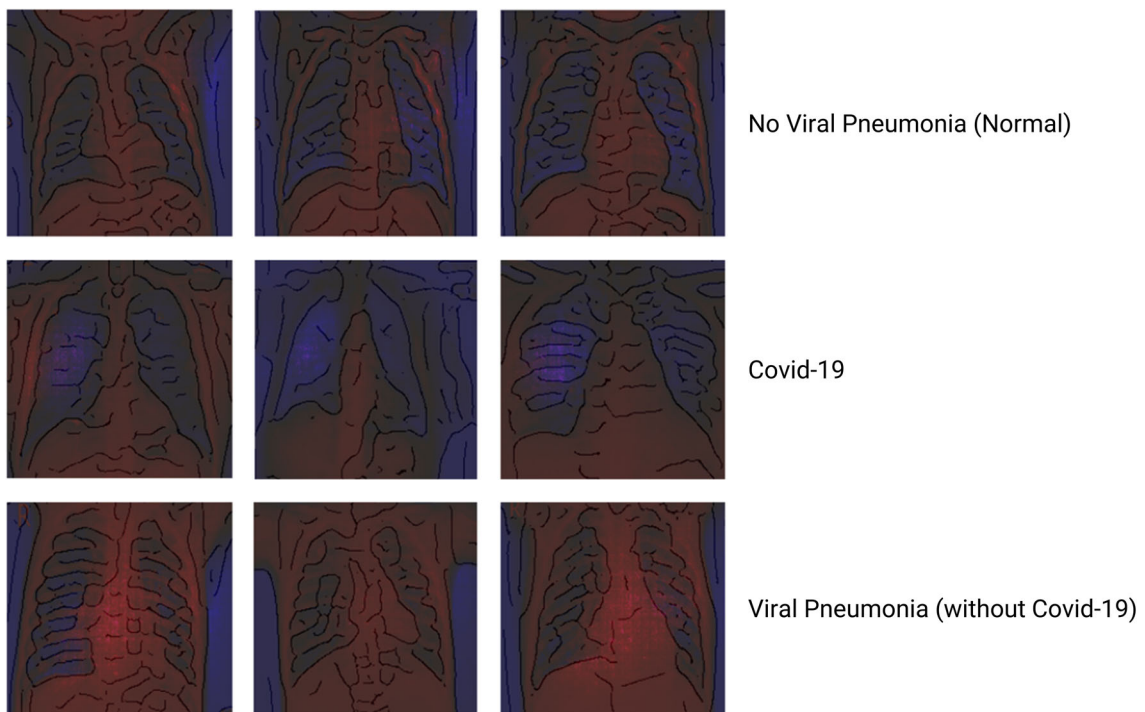 No Viral Pneumonia (Normal)
Covid-19
Viral Pneumonia (without Covid-19)